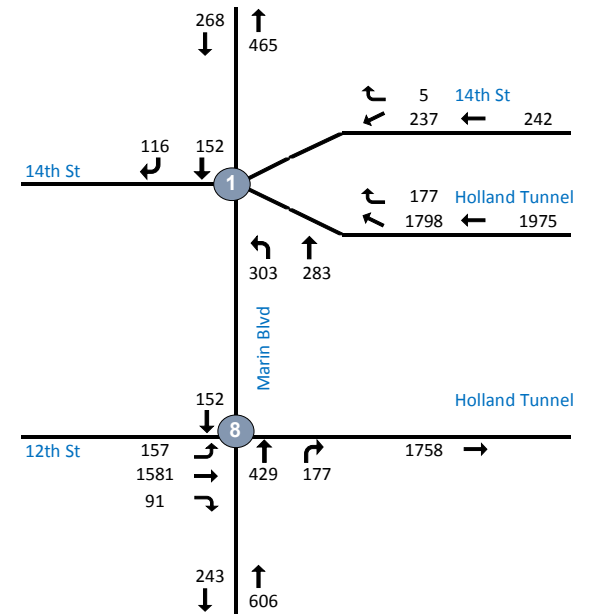 268
465
5 14th St
237 242
116 152
14th St
1
177 Holland Tunnel
1798 1975
303 283
Marin Blvd
152
Holland Tunnel
8
12th St 157
1758
1581 429 177
91
243
606